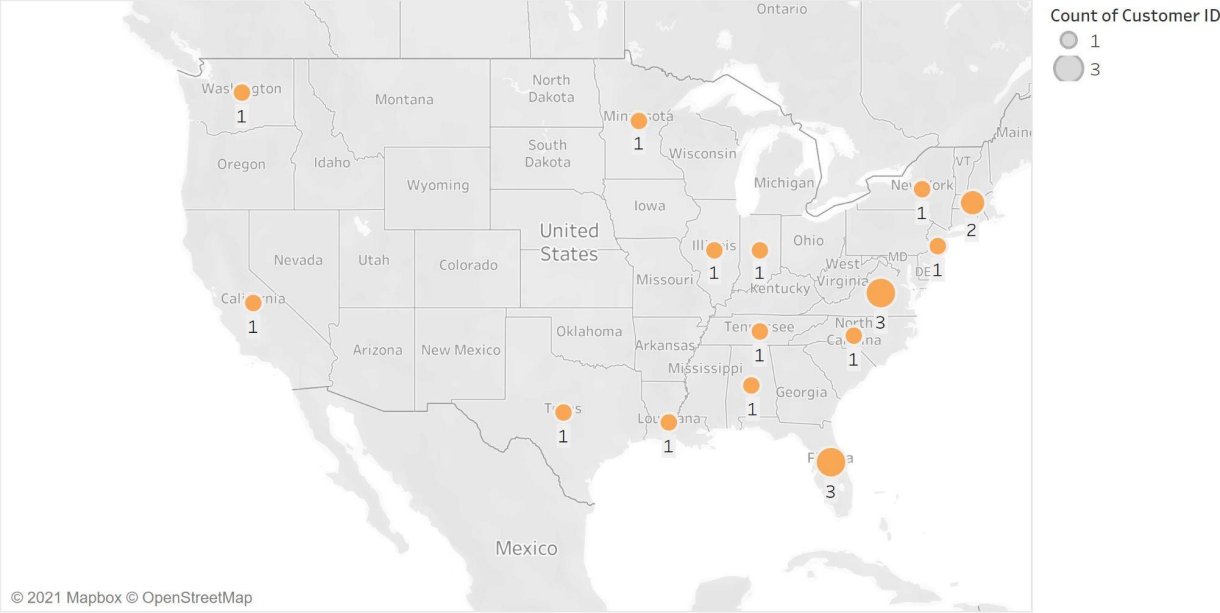 Ontario
Count of Customer ID
1
3
Washington
1
Montana
North
Dakota
Minnesota
1
Maine
Oregon
Idaho
South
Dakota
Wisconsin
VT
Wyoming
Michigan
New York
1
2
Iowa
United
States
Nevada
Utah
Colorado
Illinois
1
1
Ohio
West
Virginia
MD
DE
1
Missouri
Kentucky
3
California
1
Arizona
New Mexico
Oklahoma
Arkansas
Tennessee
1
North
Carolina
1
Mississippi
1
Georgia
Texas
1
Louisiana
1
Florida
3
Mexico
© 2021 Mapbox © OpenStreetMap